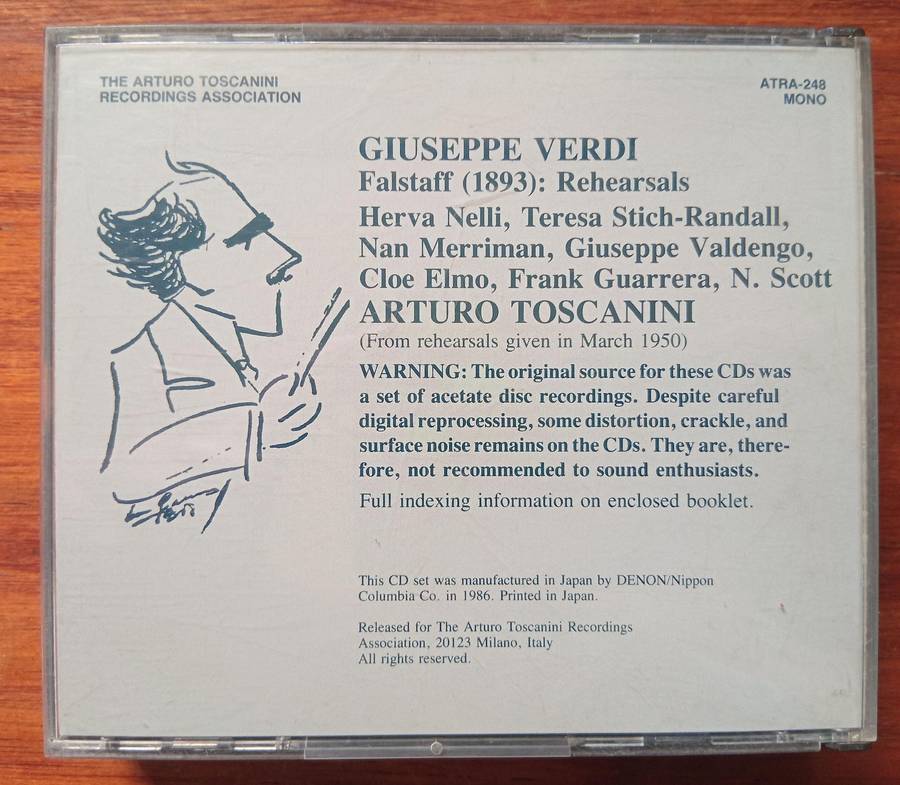 THE ARTURO TOSCANINI
RECORDINGS ASSOCIATION
ATRA-248
MONO
GIUSEPPE VERDI
Falstaff (1893): Rehearsals
Herva Nelli, Teresa Stich-Randall,
Nan Merriman, Giuseppe Valdengo,
Cloe Elmo, Frank Guarrera, N. Scott
ARTURO TOSCANINI
(From rehearsals given in March 1950)
WARNING: The original source for these CDs was
a set of acetate disc recordings. Despite careful
digital reprocessing, some distortion, crackle, and
surface noise remains on the CDs. They are, there-
fore, not recommended to sound enthusiasts.
Full indexing information on enclosed booklet.
This CD set was manufactured in Japan by DENON/Nippon
Columbia Co. in 1986. Printed in Japan.
Released for The Arturo Toscanini Recordings
Association, 20123 Milano, Italy
All rights reserved.